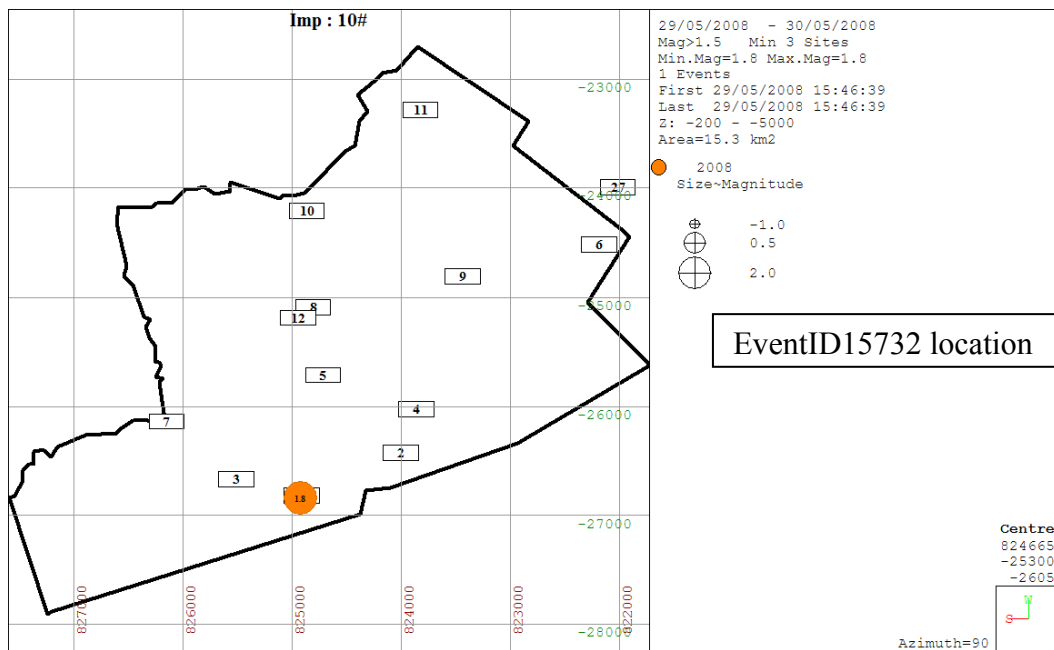 Imp : 10#
29/05/2008 - 30/05/2008
Mag>1.5 Min 3 Sites
Min.Mag=1.8 Max.Mag=1.8
1 Events
First 29/05/2008 15:46:39
Last 29/05/2008 15:46:39
Z: -200 - -5000
Area=15.3 km2
2008
Size~Magnitude
-1.0
0.5
2.0
EventID15732 location
-23000
11
27
-24000
10
6
9
8
-25000
12
5
4
-26000
7
2
3
1.8
-27000
827000
826000
825000
824000
823000
822000
-28000
Centre
824665
-25300
-2605
S
Azimuth=90